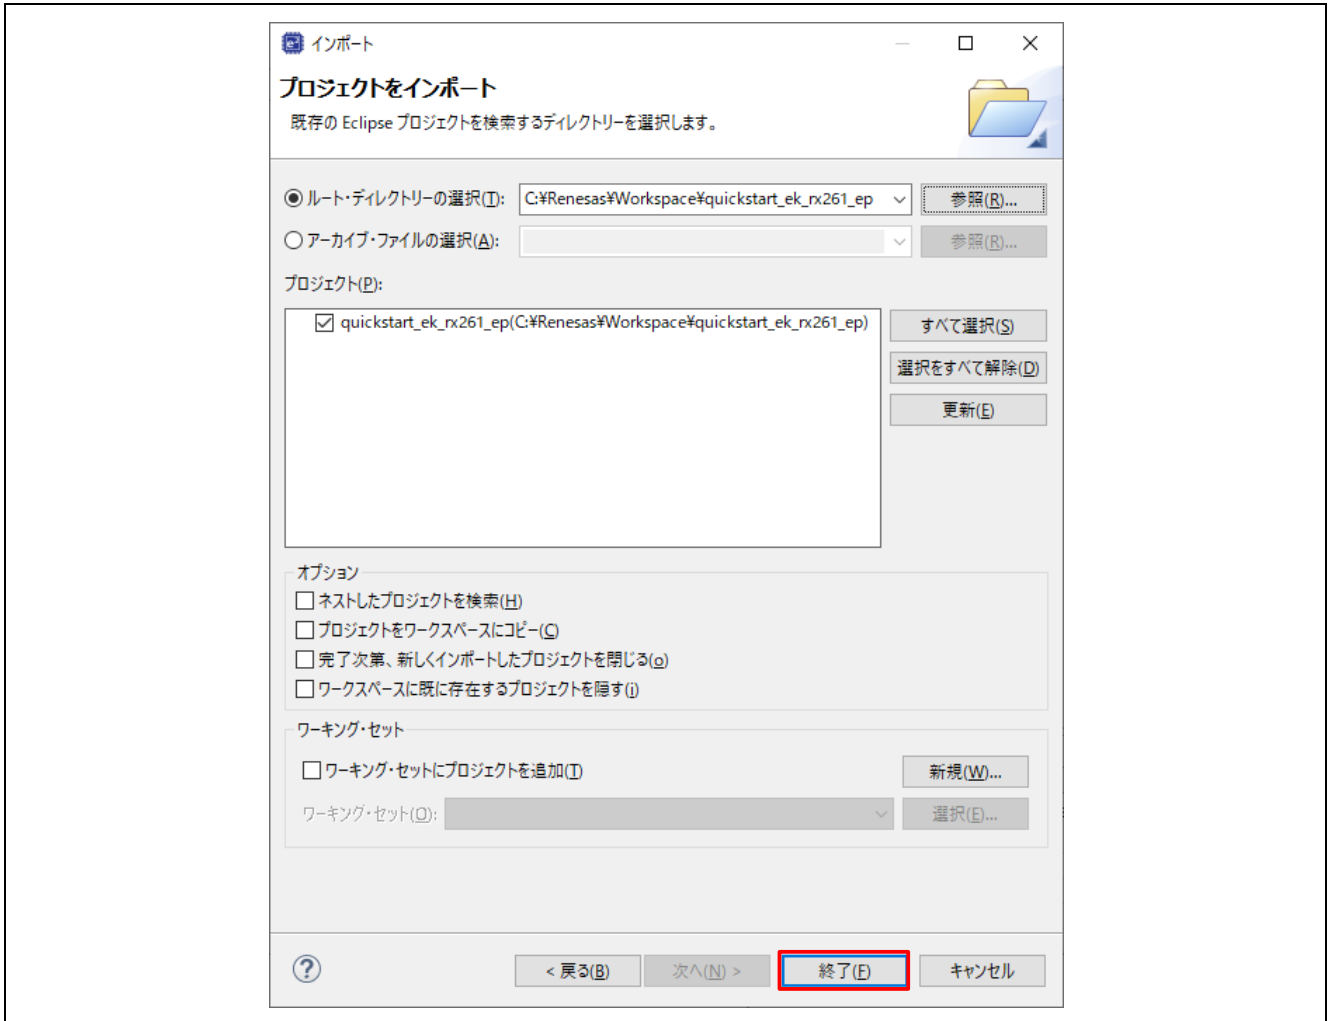 インポート
プロジェクトをインポート
既存の Eclipse プロジェクトを検索するディレクトリーを選択します。
ルート・ディレクトリーの選択(T): C:¥Renesas¥Workspace¥quickstart_ek_rx261_ep 参照(R)...
アーカイブ・ファイルの選択(A): 参照(R)...
プロジェクト(P):
quickstart_ek_rx261_ep(C:¥Renesas¥Workspace¥quickstart_ek_rx261_ep)
すべて選択(S)
選択をすべて解除(D)
更新(E)
オプション
ネストしたプロジェクトを検索(H)
プロジェクトをワークスペースにコピー(C)
完了次第、新しくインポートしたプロジェクトを閉じる(o)
ワークスペースに既に存在するプロジェクトを隠す(i)
ワーキング・セット
ワーキング・セットにプロジェクトを追加(T) 新規(W)...
ワーキング・セット(O): 選択(E)...
? < 戻る(B) 次へ(N) > 終了(F) キャンセル